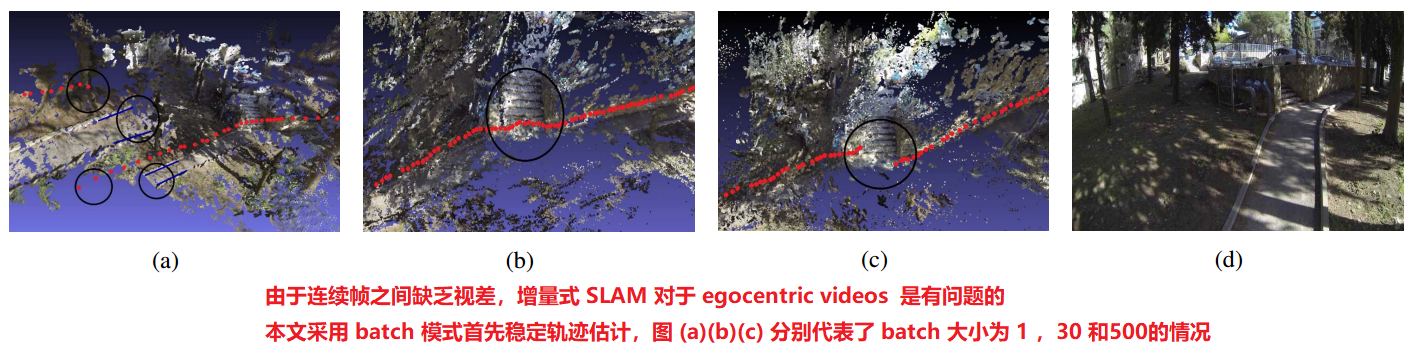 (a) (b) (c) (d)
由于连续帧之间缺乏视差，增量式 SLAM 对于 egocentric videos 是有问题的
本文采用 batch 模式首先稳定轨迹估计，图 (a)(b)(c) 分别代表了 batch 大小为 1 ，30 和500的情况